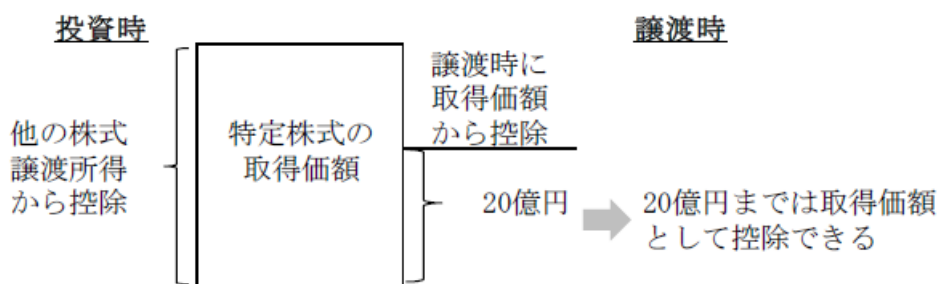 投資時
譲渡時
他の株式
譲渡所得
から控除
特定株式の
取得価額
譲渡時に
取得価額
から控除
20億円
20億円までは取得価額
として控除できる